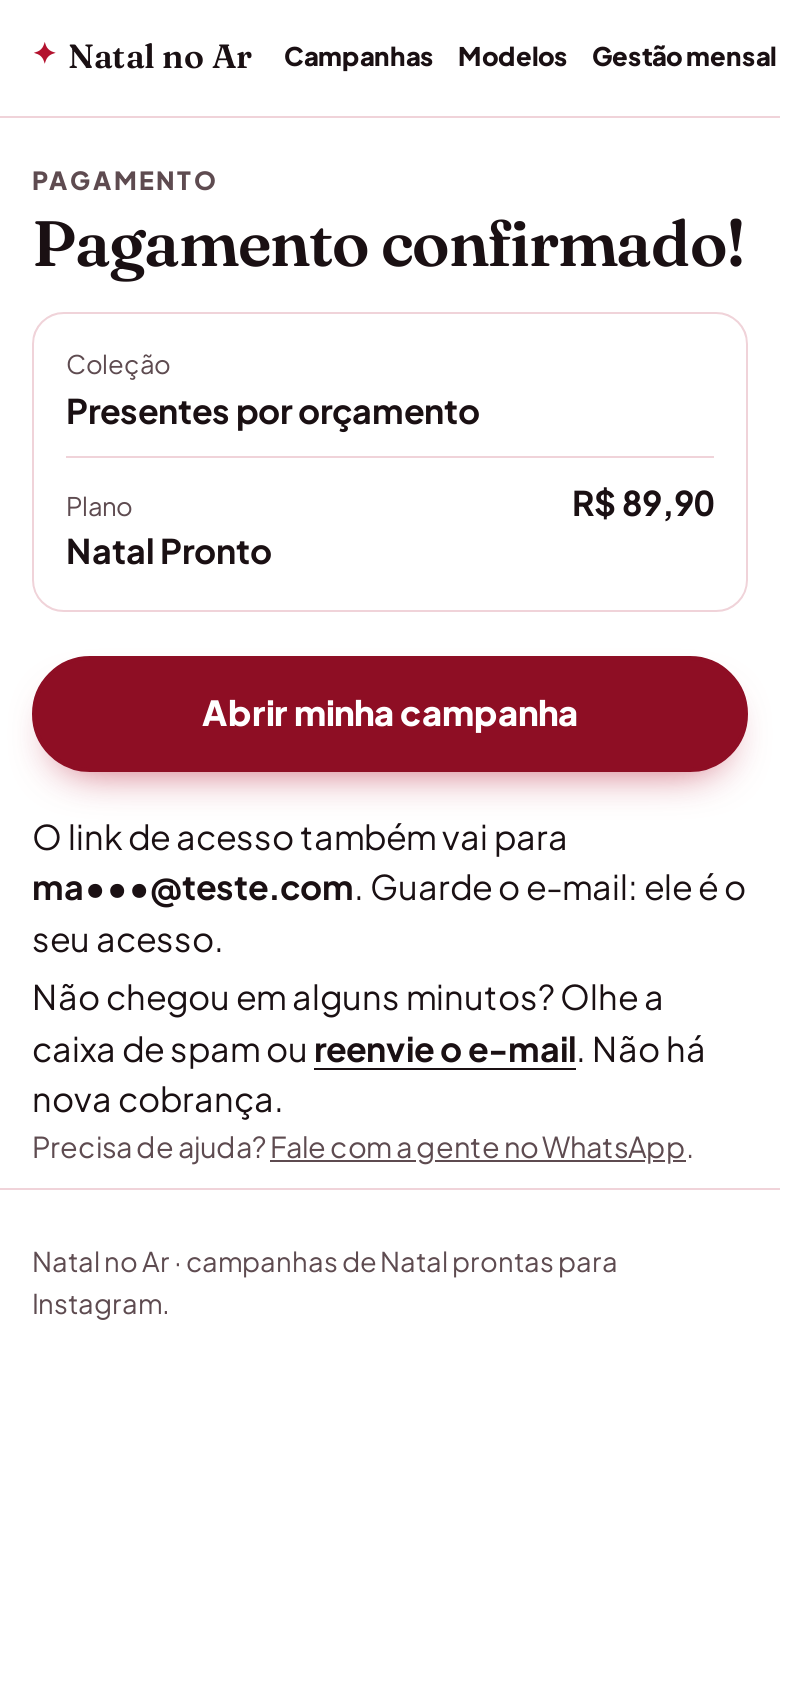 Natal no Ar Campanhas Modelos Gestão mensal
PAGAMENTO
Pagamento confirmado!
Coleção
Presentes por orçamento
Plano R$ 89,90
Natal Pronto
Abrir minha campanha
O link de acesso também vai para
ma●●●@teste.com. Guarde o e-mail: ele é o
seu acesso.
Não chegou em alguns minutos? Olhe a
caixa de spam ou reenvie o e-mail. Não há
nova cobrança.
Precisa de ajuda? Fale com a gente no WhatsApp.
Natal no Ar · campanhas de Natal prontas para
Instagram.